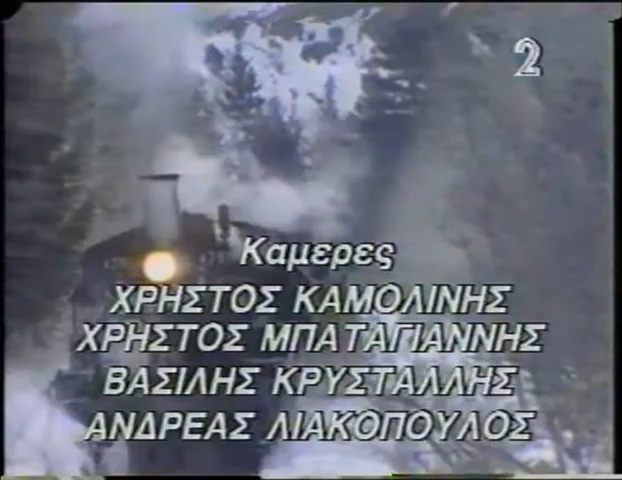 2
Καμερες
ΧΡΗΣΤΟΣ ΚΑΜΟΛΙΝΗΣ
ΧΡΗΣΤΟΣ ΜΠΑΤΑΓΙΑΝΝΗΣ
ΒΑΣΙΛΗΣ ΚΡΥΣΤΑΛΛΗΣ
ΑΝΔΡΕΑΣ ΛΙΑΚΟΠΟΥΛΟΣ